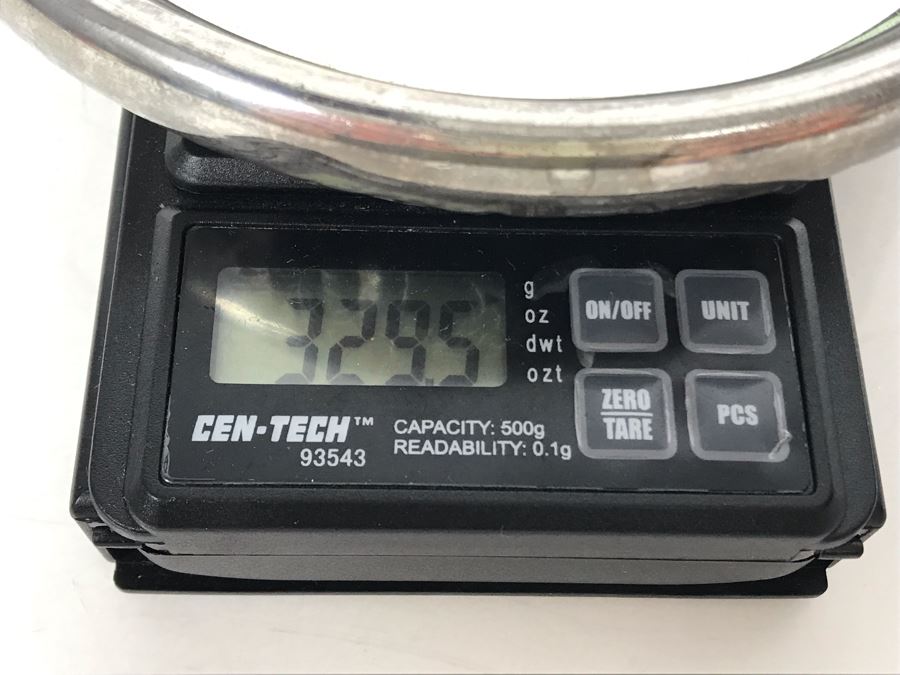 329.5
g
oz
dwt
ozt
ON/OFF
UNIT
ZERO
TARE
PCS
CEN-TECH™
93543
CAPACITY: 500g
READABILITY: 0.1g